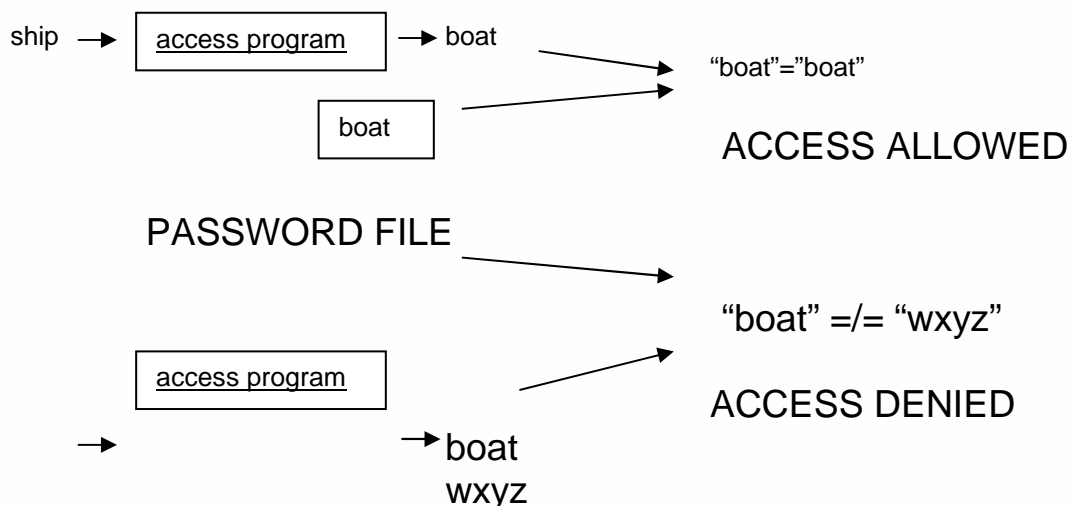 ship
access program
boat
“boat”=”boat”
boat
ACCESS ALLOWED
PASSWORD FILE
“boat” =/= “wxyz”
access program
ACCESS DENIED
boat
wxyz